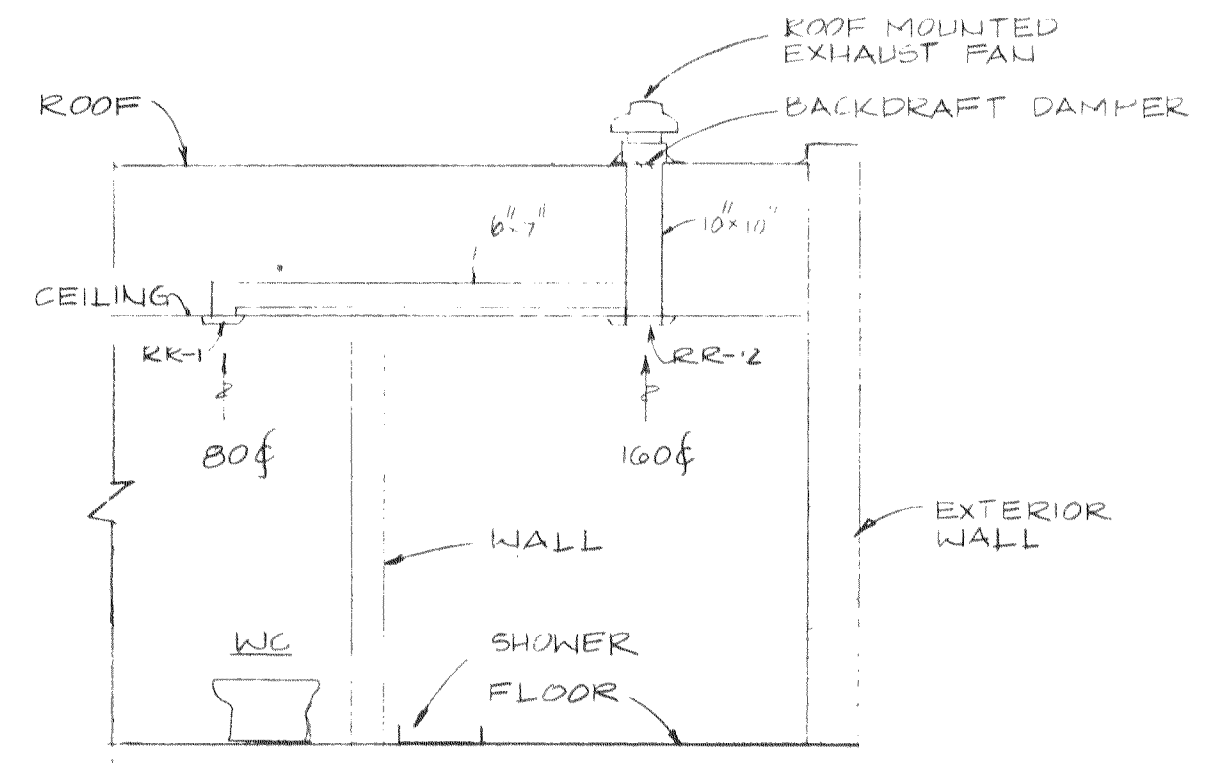 ROOF MOUNTED
EXHAUST FAN
ROOF
BACKDRAFT DAMPER
6"x7"
10"x10"
CEILING
RR-1
RR-2
80 ₵
160 ₵
EXTERIOR
WALL
WALL
WC
SHOWER
FLOOR